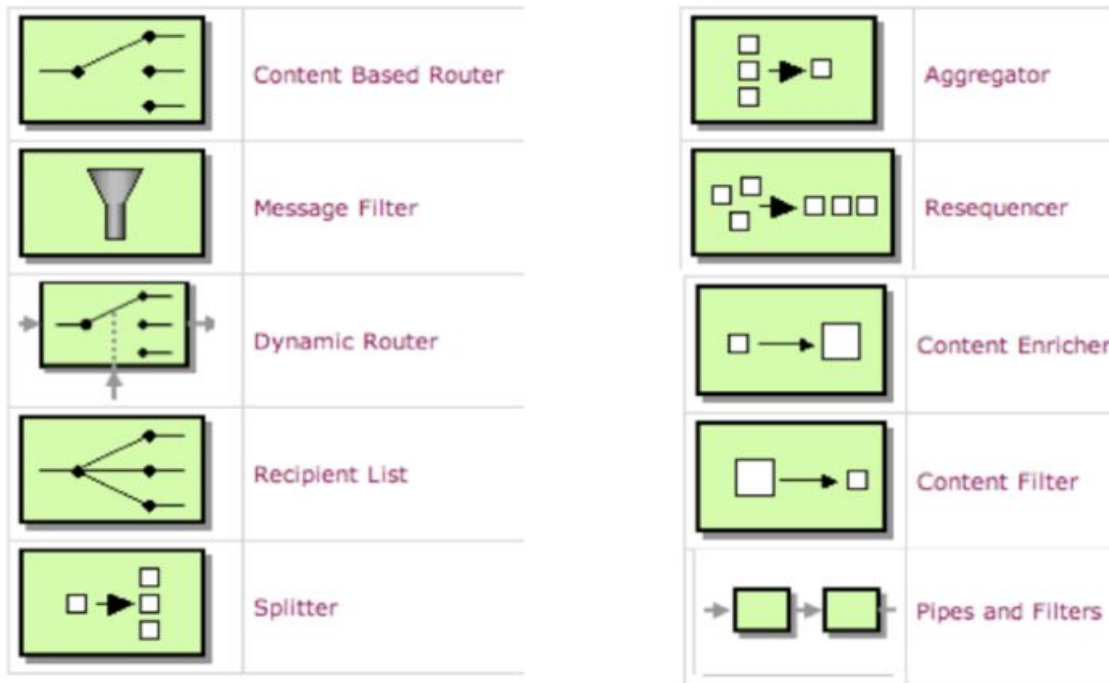 Content Based Router
Message Filter
Dynamic Router
Recipient List
Splitter
Aggregator
Resequencer
Content Enricher
Content Filter
Pipes and Filters